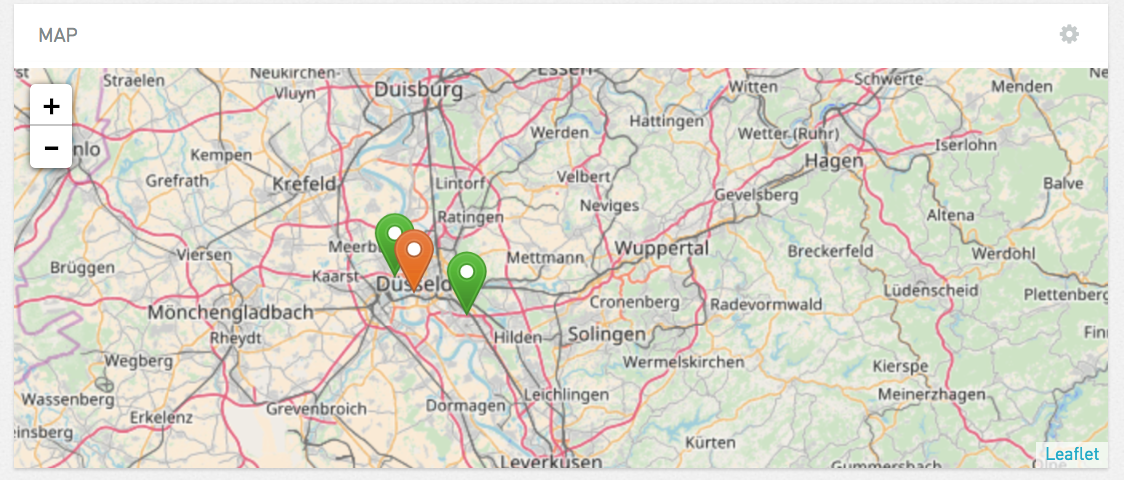 MAP
Essen
Straelen
Neukirchen-
Vluyn
Duisburg
Witten
Schwerte
Menden
Werden
Hattingen
Wetter (Ruhr)
Iserlohn
nlo
Kempen
Hagen
Grefrath
Krefeld
Lintorf
Velbert
Gevelsberg
Balve
Neviges
Ratingen
Altena
Meerb
Wuppertal
Viersen
Mettmann
Breckerfeld
Werdohl
Brüggen
Kaarst
Düsseld
Lüdenscheid
Plettenberg
Cronenberg
Radevormwald
Mönchengladbach
Rheydt
Hilden
Solingen
Finn
Wegberg
Wermelskirchen
Kierspe
Wassenberg
Leichlingen
Meinerzhagen
Erkelenz
Grevenbroich
Dormagen
insberg
Kürten
Leverkusen
Gummersbach
Leaflet